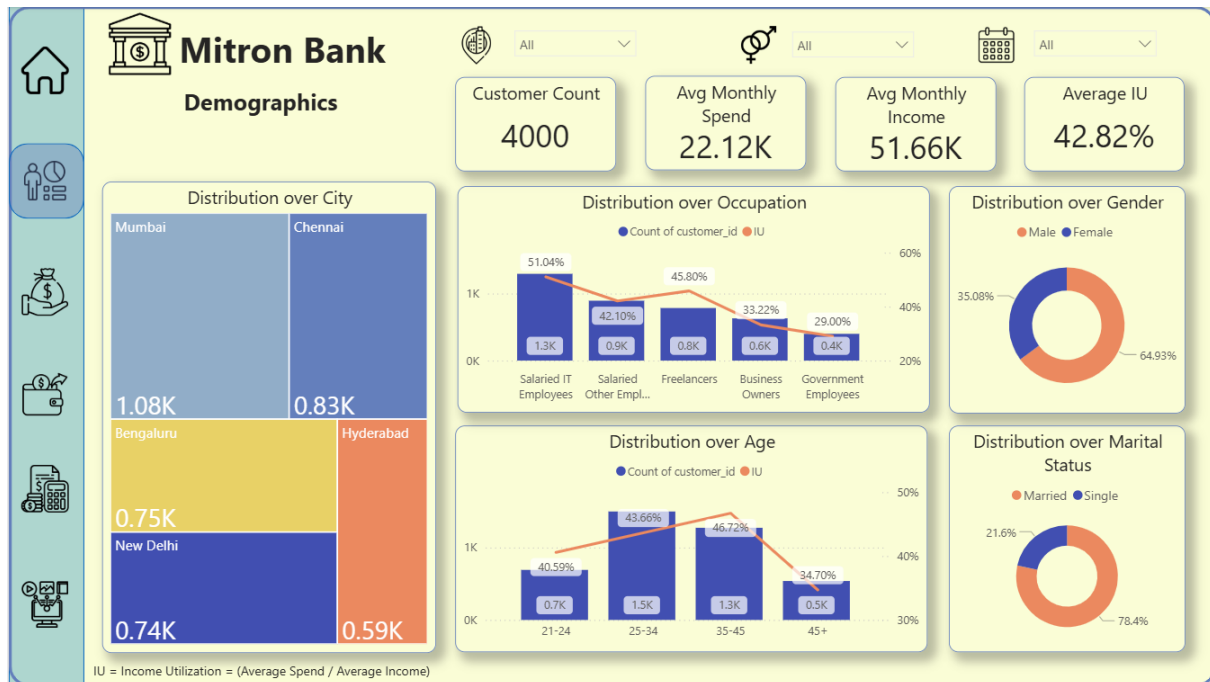 Mitron Bank
Demographics
All
All
All
Customer Count
4000
Avg Monthly
Spend
22.12K
Avg Monthly
Income
51.66K
Average IU
42.82%
Distribution over City
Mumbai
1.08K
Chennai
0.83K
Bengaluru
0.75K
Hyderabad
0.59K
New Delhi
0.74K
Distribution over Occupation
Count of customer_id IU
60%
40%
20%
1K
0K
51.04%
42.10%
45.80%
33.22%
29.00%
1.3K
0.9K
0.8K
0.6K
0.4K
Salaried IT
Employees
Salaried
Other Empl...
Freelancers
Business
Owners
Government
Employees
Distribution over Gender
Male Female
35.08%
64.93%
Distribution over Age
Count of customer_id IU
50%
40%
30%
1K
0K
40.59%
43.66%
46.72%
34.70%
0.7K
1.5K
1.3K
0.5K
21-24
25-34
35-45
45+
Distribution over Marital
Status
Married Single
21.6%
78.4%
IU = Income Utilization = (Average Spend / Average Income)